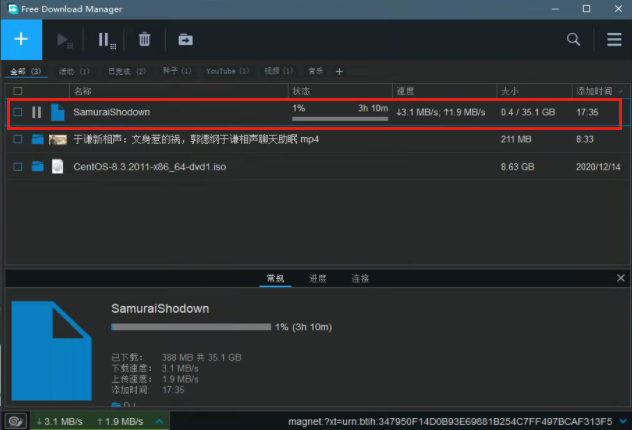 Free Download Manager
全部 (3) 活动 (1) 已完成 (2) 种子 (1) YouTube (1) 视频 (1) 音乐 +
名称 状态 速度 大小 添加时间
SamuraiShodown 1% 3h 10m ↓3.1 MB/s; ↑1.9 MB/s 0.4 / 35.1 GB 17:35
于谦新相声：文身惹的祸，郭德纲于谦相声聊天助眠.mp4 211 MB 8:33
CentOS-8.3.2011-x86_64-dvd1.iso 8.63 GB 2020/12/14
常规 进度 连接
SamuraiShodown
1% (3h 10m)
已下载： 388 MB 共 35.1 GB
下载速度： 3.1 MB/s
上传速度： 1.9 MB/s
添加时间： 17:35
D:/
↓ 3.1 MB/s ↑ 1.9 MB/s magnet:?xt=urn:btih:347950F14D0B93E69881B254C7FF497BCAF313F5